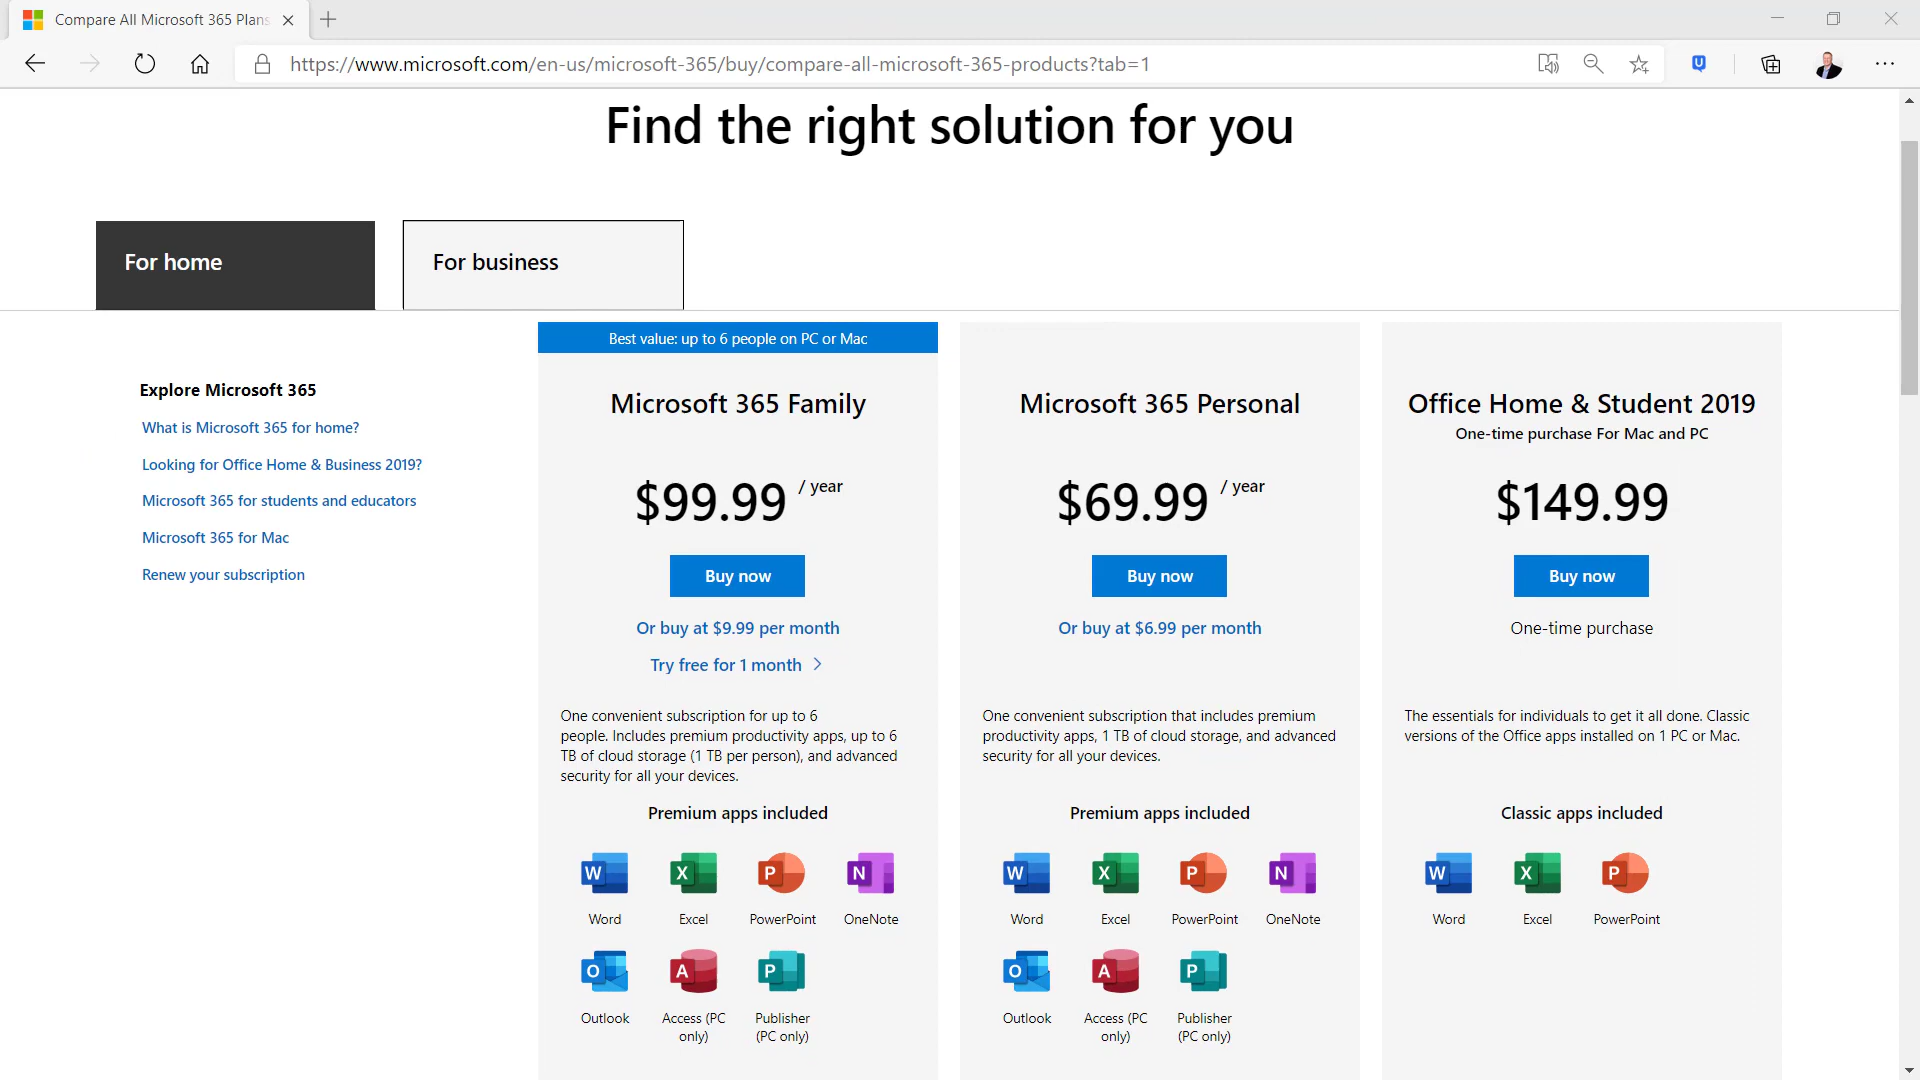 Compare All Microsoft 365 Plans
https://www.microsoft.com/en-us/microsoft-365/buy/compare-all-microsoft-365-products?tab=1
Find the right solution for you
For home
For business
Explore Microsoft 365
What is Microsoft 365 for home?
Looking for Office Home & Business 2019?
Microsoft 365 for students and educators
Microsoft 365 for Mac
Renew your subscription
Best value: up to 6 people on PC or Mac
Microsoft 365 Family
$99.99 / year
Buy now
Or buy at $9.99 per month
Try free for 1 month
One convenient subscription for up to 6
people. Includes premium productivity apps, up to 6
TB of cloud storage (1 TB per person), and advanced
security for all your devices.
Premium apps included
W X P N
Word Excel PowerPoint OneNote
O A P
Outlook Access (PC only) Publisher (PC only)
Microsoft 365 Personal
$69.99 / year
Buy now
Or buy at $6.99 per month
One convenient subscription that includes premium
productivity apps, 1 TB of cloud storage, and advanced
security for all your devices.
Premium apps included
W X P N
Word Excel PowerPoint OneNote
O A P
Outlook Access (PC only) Publisher (PC only)
Office Home & Student 2019
One-time purchase For Mac and PC
$149.99
Buy now
One-time purchase
The essentials for individuals to get it all done. Classic
versions of the Office apps installed on 1 PC or Mac.
Classic apps included
W X P
Word Excel PowerPoint